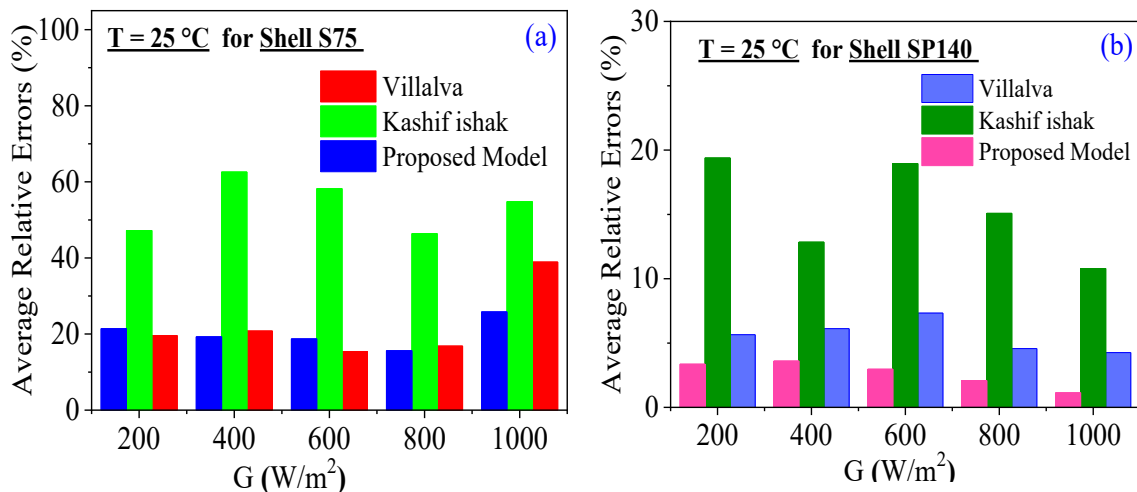 T = 25 °C for Shell S75 (a)
Villalva
Kashif ishak
Proposed Model
Average Relative Errors (%)
100
80
60
40
20
0
200 400 600 800 1000
G (W/m²)
T = 25 °C for Shell SP140 (b)
Villalva
Kashif ishak
Proposed Model
Average Relative Errors (%)
30
20
10
0
200 400 600 800 1000
G (W/m²)